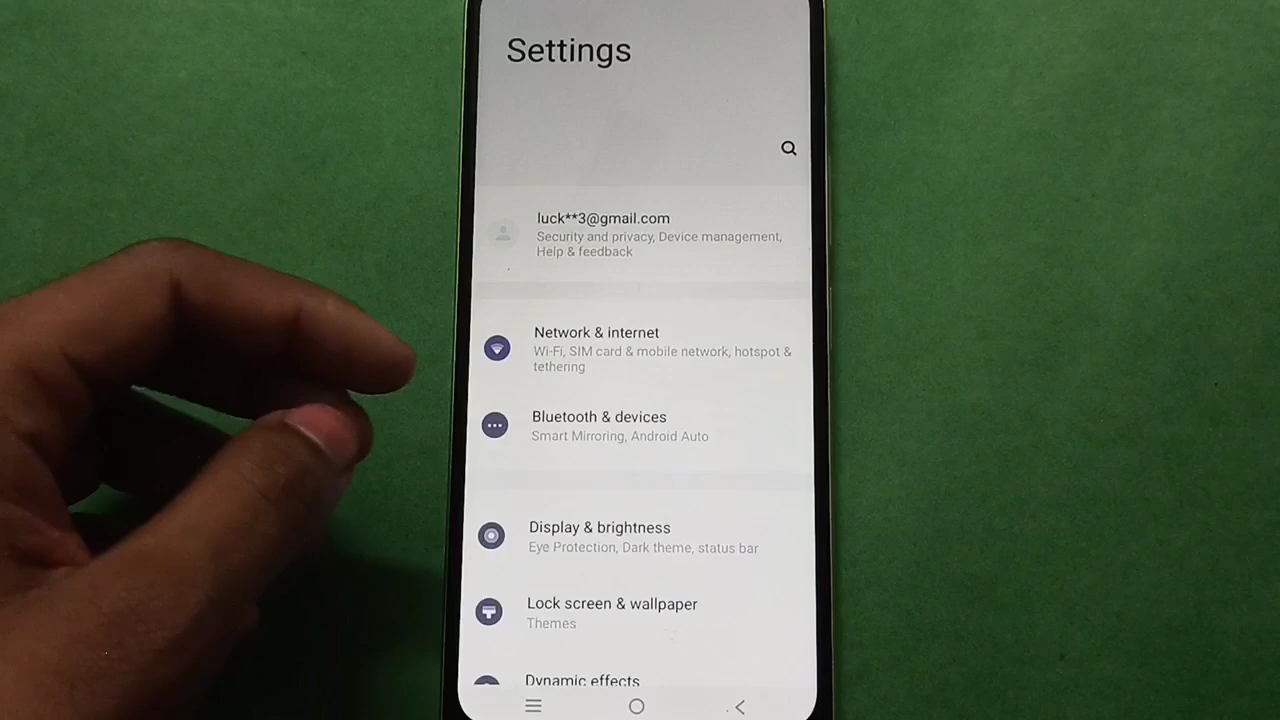 Settings
luck**3@gmail.com
Security and privacy, Device management,
Help & feedback
Network & internet
Wi-Fi, SIM card & mobile network, hotspot &
tethering
Bluetooth & devices
Smart Mirroring, Android Auto
Display & brightness
Eye Protection, Dark theme, status bar
Lock screen & wallpaper
Themes
Dynamic effects